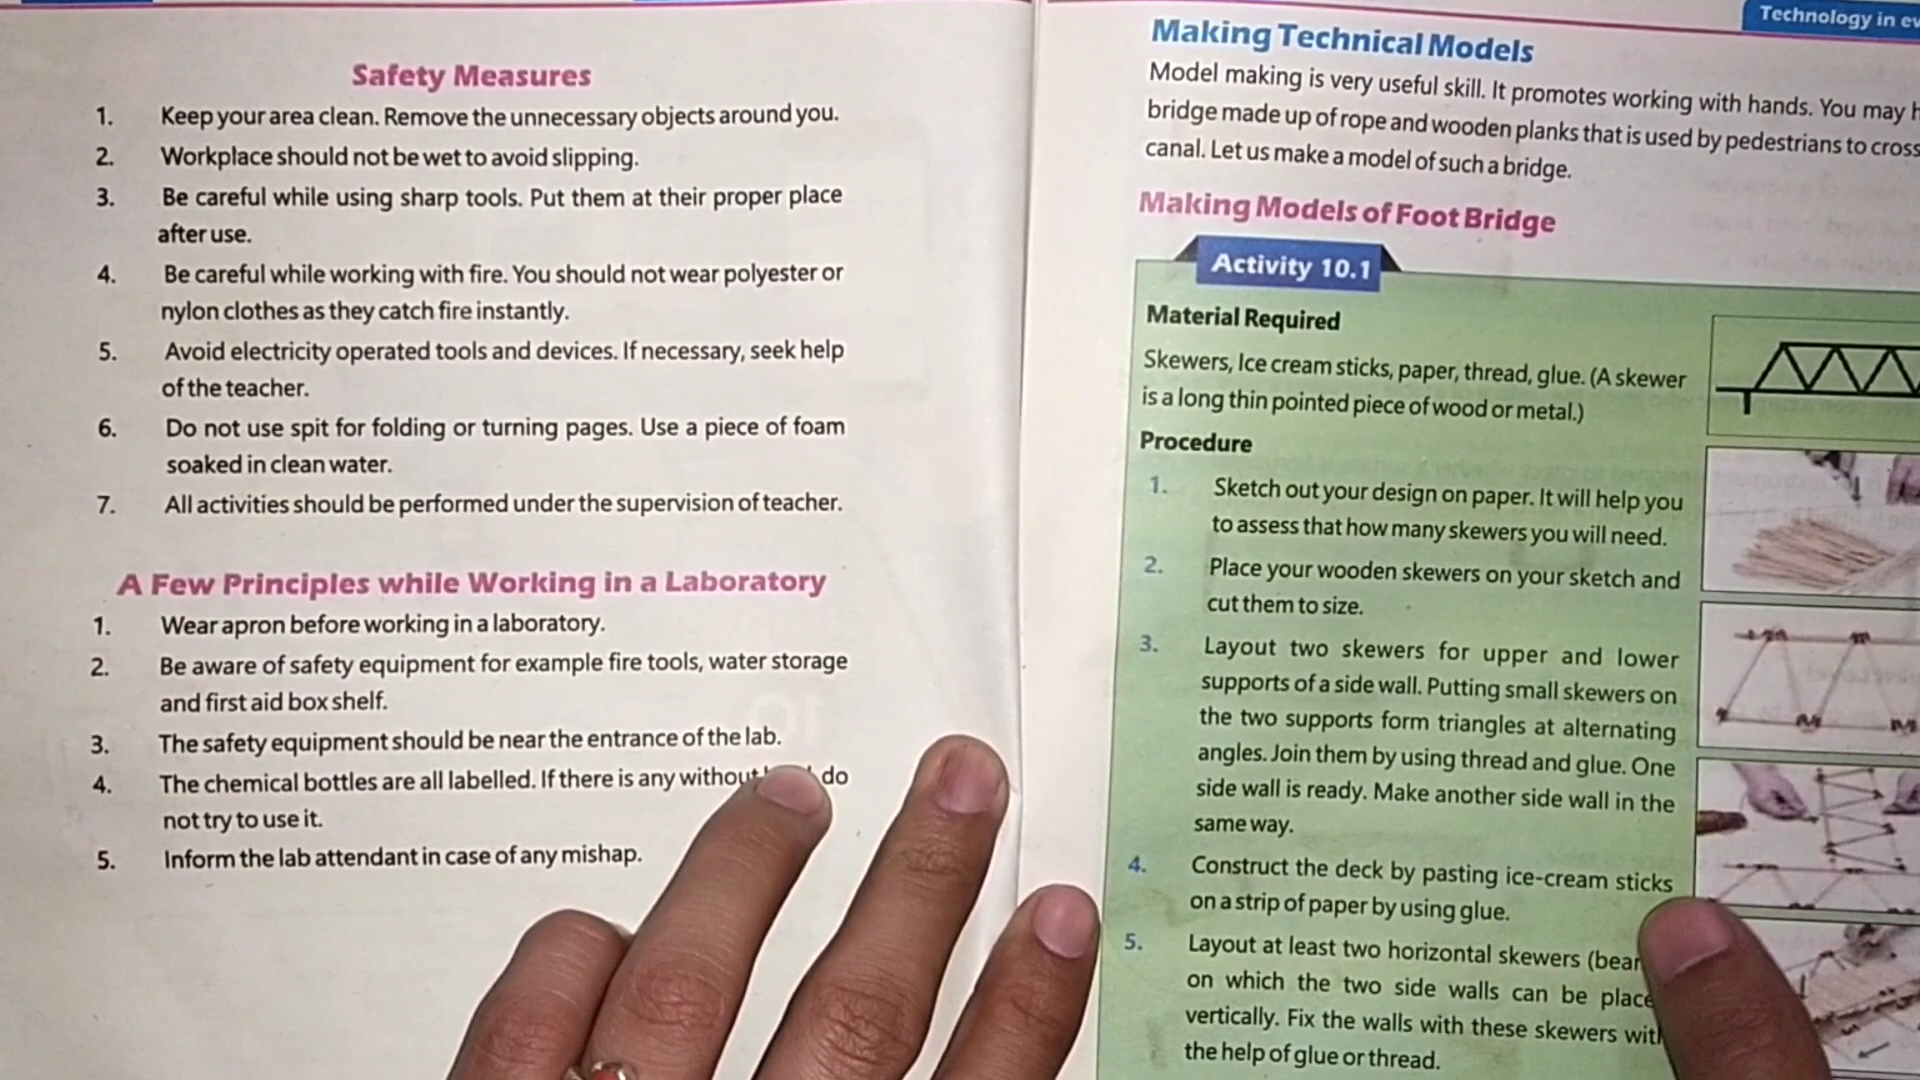 Safety Measures
1. Keep your area clean. Remove the unnecessary objects around you.
2. Workplace should not be wet to avoid slipping.
3. Be careful while using sharp tools. Put them at their proper place
after use.
4. Be careful while working with fire. You should not wear polyester or
nylon clothes as they catch fire instantly.
5. Avoid electricity operated tools and devices. If necessary, seek help
of the teacher.
6. Do not use spit for folding or turning pages. Use a piece of foam
soaked in clean water.
7. All activities should be performed under the supervision of teacher.
A Few Principles while Working in a Laboratory
1. Wear apron before working in a laboratory.
2. Be aware of safety equipment for example fire tools, water storage
and first aid box shelf.
3. The safety equipment should be near the entrance of the lab.
4. The chemical bottles are all labelled. If there is any without do
not try to use it.
5. Inform the lab attendant in case of any mishap.
Technology in
Making Technical Models
Model making is very useful skill. It promotes working with hands. You may
bridge made up of rope and wooden planks that is used by pedestrians to cross
canal. Let us make a model of such a bridge.
Making Models of Foot Bridge
Activity 10.1
Material Required
Skewers, Ice cream sticks, paper, thread, glue. (A skewer
is a long thin pointed piece of wood or metal.)
Procedure
1. Sketch out your design on paper. It will help you
to assess that how many skewers you will need.
2. Place your wooden skewers on your sketch and
cut them to size.
3. Layout two skewers for upper and lower
supports of a side wall. Putting small skewers on
the two supports form triangles at alternating
angles. Join them by using thread and glue. One
side wall is ready. Make another side wall in the
same way.
4. Construct the deck by pasting ice-cream sticks
on a strip of paper by using glue.
5. Layout at least two horizontal skewers
on which the two side walls can be
vertically. Fix the walls with these skewers
the help of glue or thread.